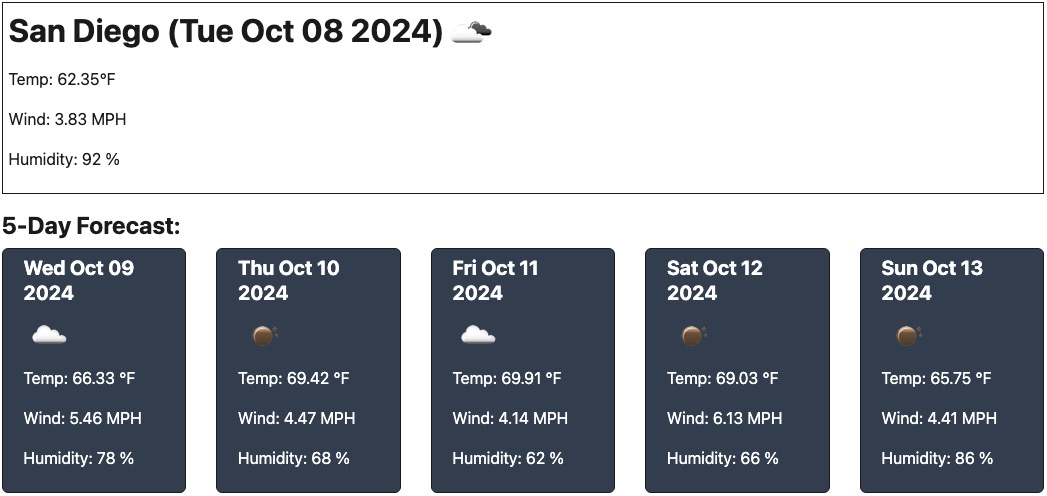 San Diego (Tue Oct 08 2024)
Temp: 62.35°F
Wind: 3.83 MPH
Humidity: 92 %
5-Day Forecast:
Wed Oct 09
2024
Temp: 66.33 °F
Wind: 5.46 MPH
Humidity: 78 %
Thu Oct 10
2024
Temp: 69.42 °F
Wind: 4.47 MPH
Humidity: 68 %
Fri Oct 11
2024
Temp: 69.91 °F
Wind: 4.14 MPH
Humidity: 62 %
Sat Oct 12
2024
Temp: 69.03 °F
Wind: 6.13 MPH
Humidity: 66 %
Sun Oct 13
2024
Temp: 65.75 °F
Wind: 4.41 MPH
Humidity: 86 %